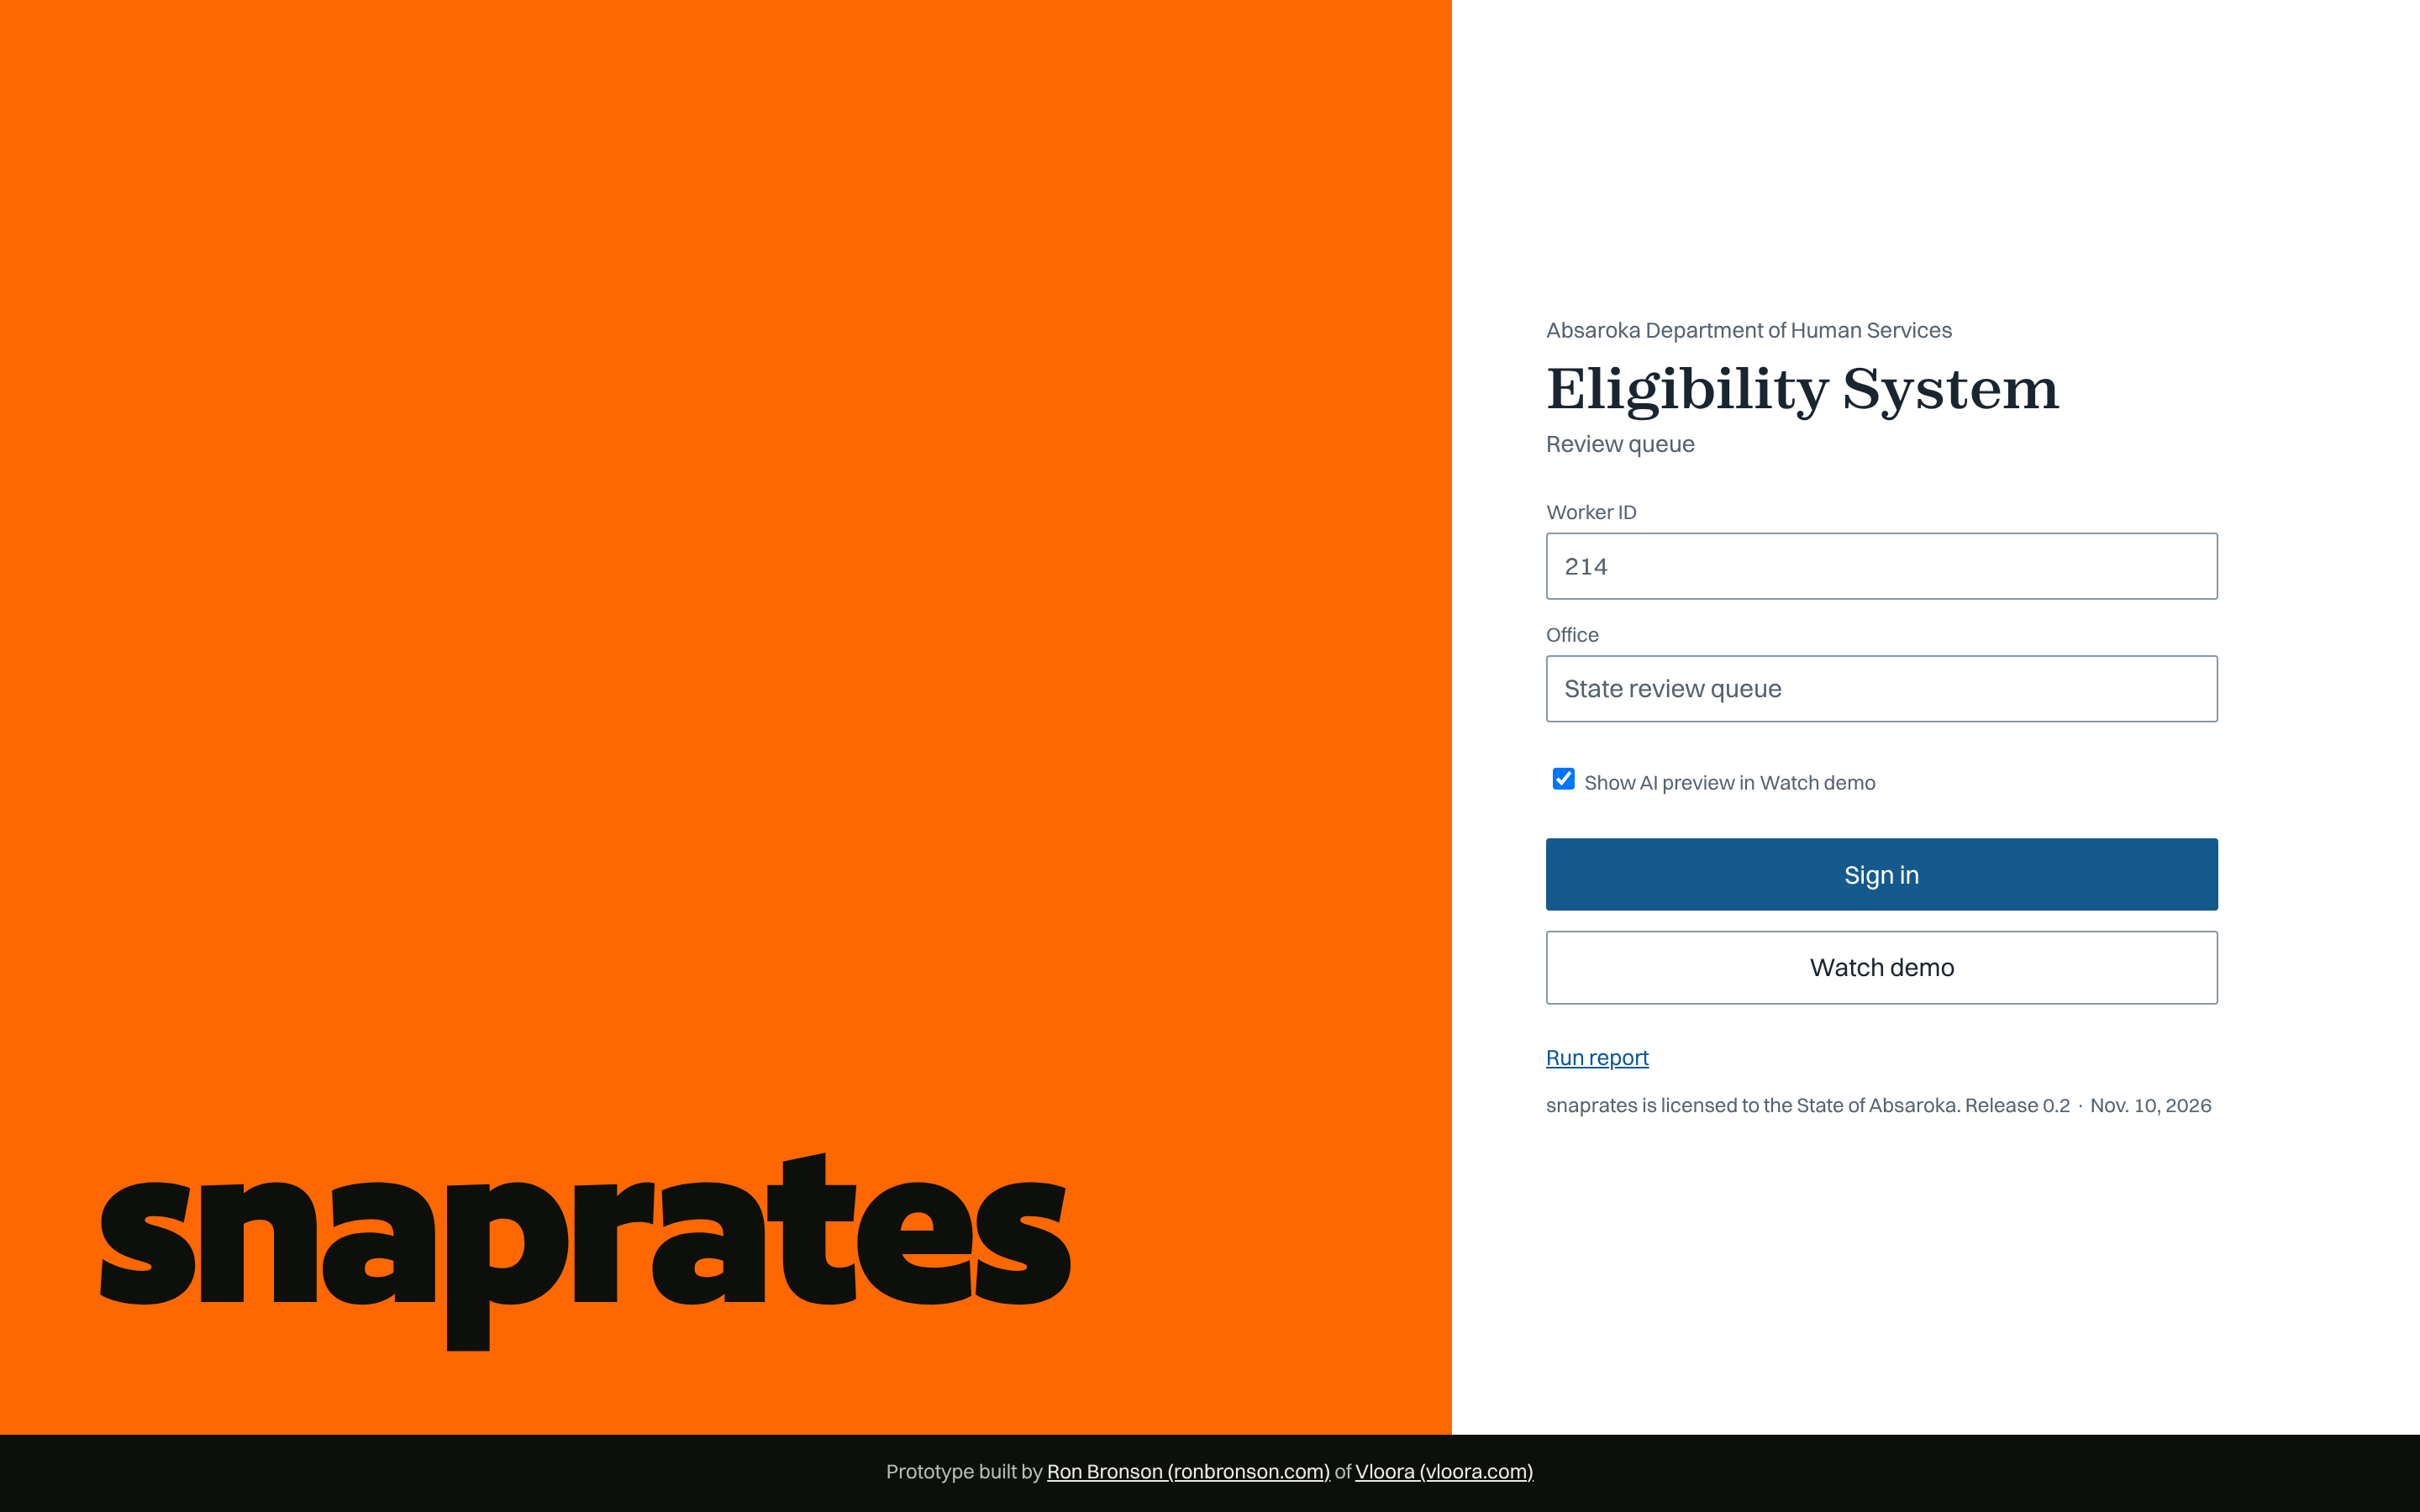 snaprates
Absaroka Department of Human Services
Eligibility System
Review queue
Worker ID
214
Office
State review queue
Show AI preview in Watch demo
Sign in
Watch demo
Run report
snaprates is licensed to the State of Absaroka. Release 0.2 · Nov. 10, 2026
Prototype built by Ron Bronson (ronbronson.com) of Vloora (vloora.com)